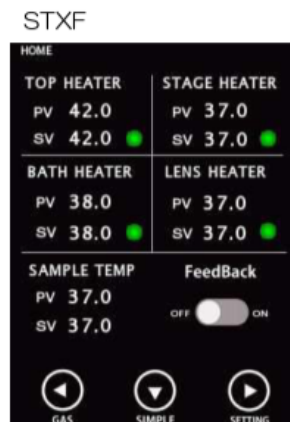 STXF
HOME
TOP HEATER
PV 42.0
SV 42.0
STAGE HEATER
PV 37.0
SV 37.0
BATH HEATER
PV 38.0
SV 38.0
LENS HEATER
PV 37.0
SV 37.0
SAMPLE TEMP
PV 37.0
SV 37.0
FeedBack
OFF ON
GAS
SIMPLE
SETTING